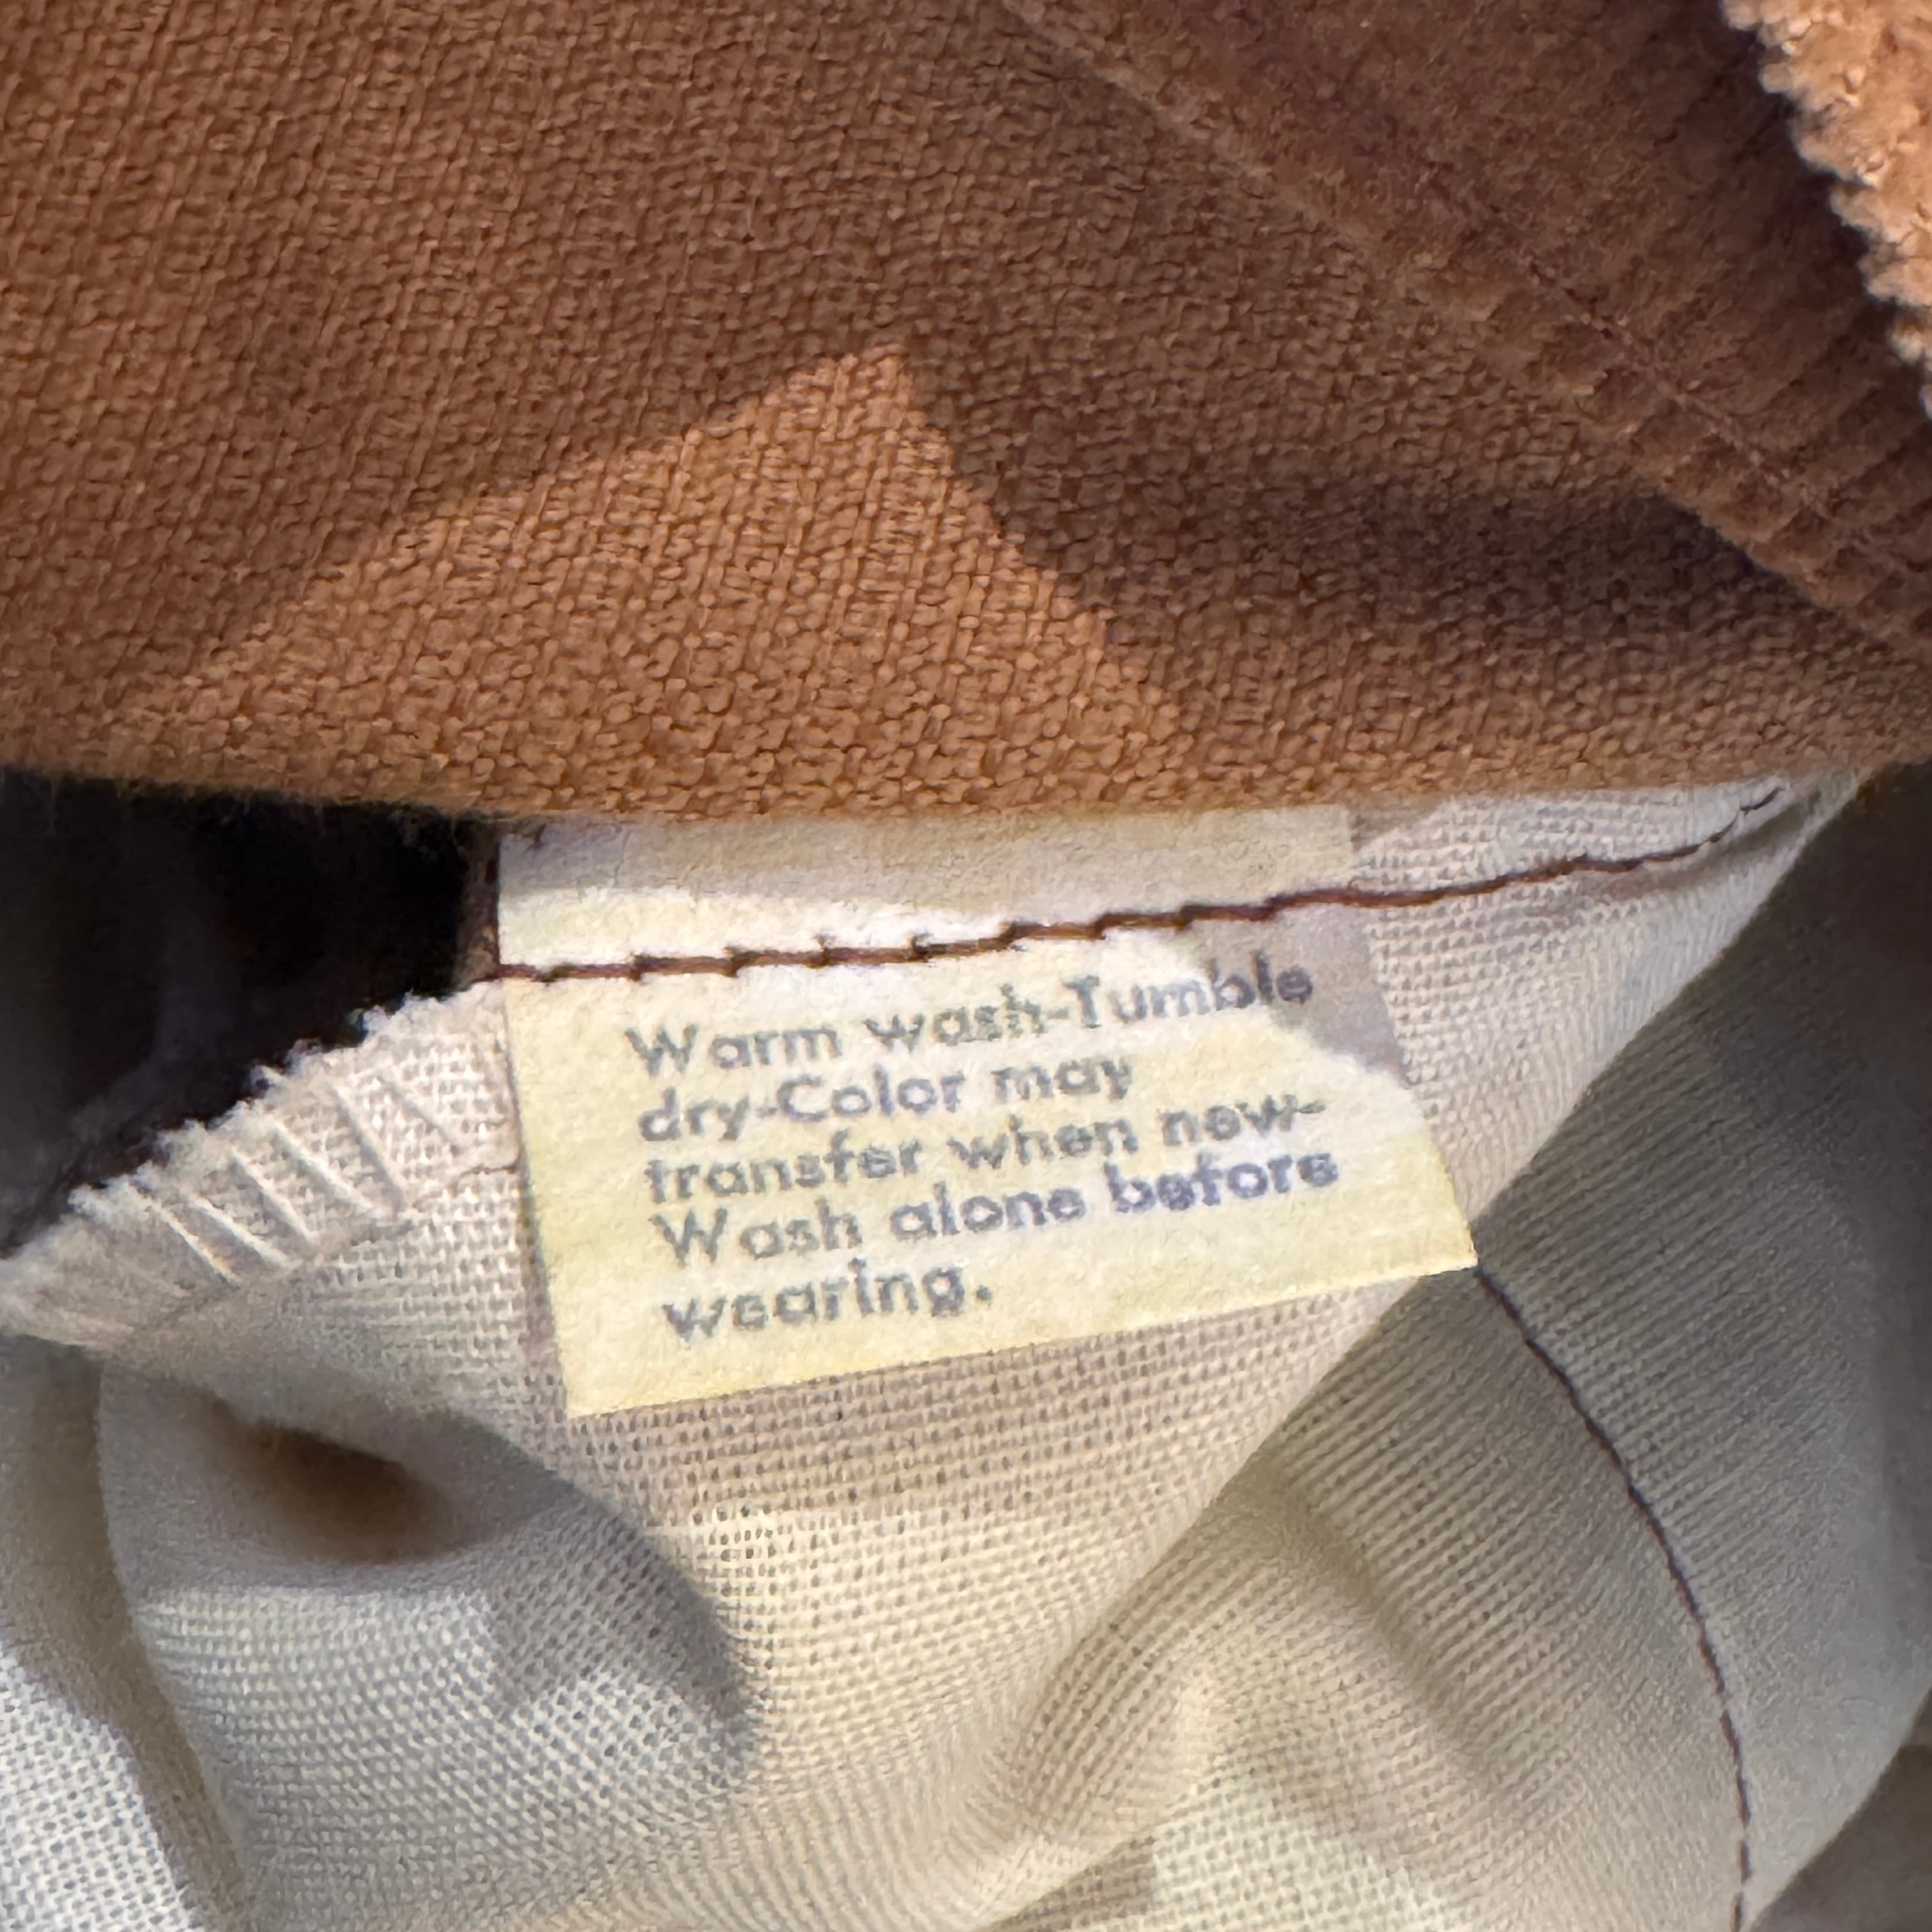 Warm wash-Tumble
dry-Color may
transfer when new-
Wash alone before
wearing.